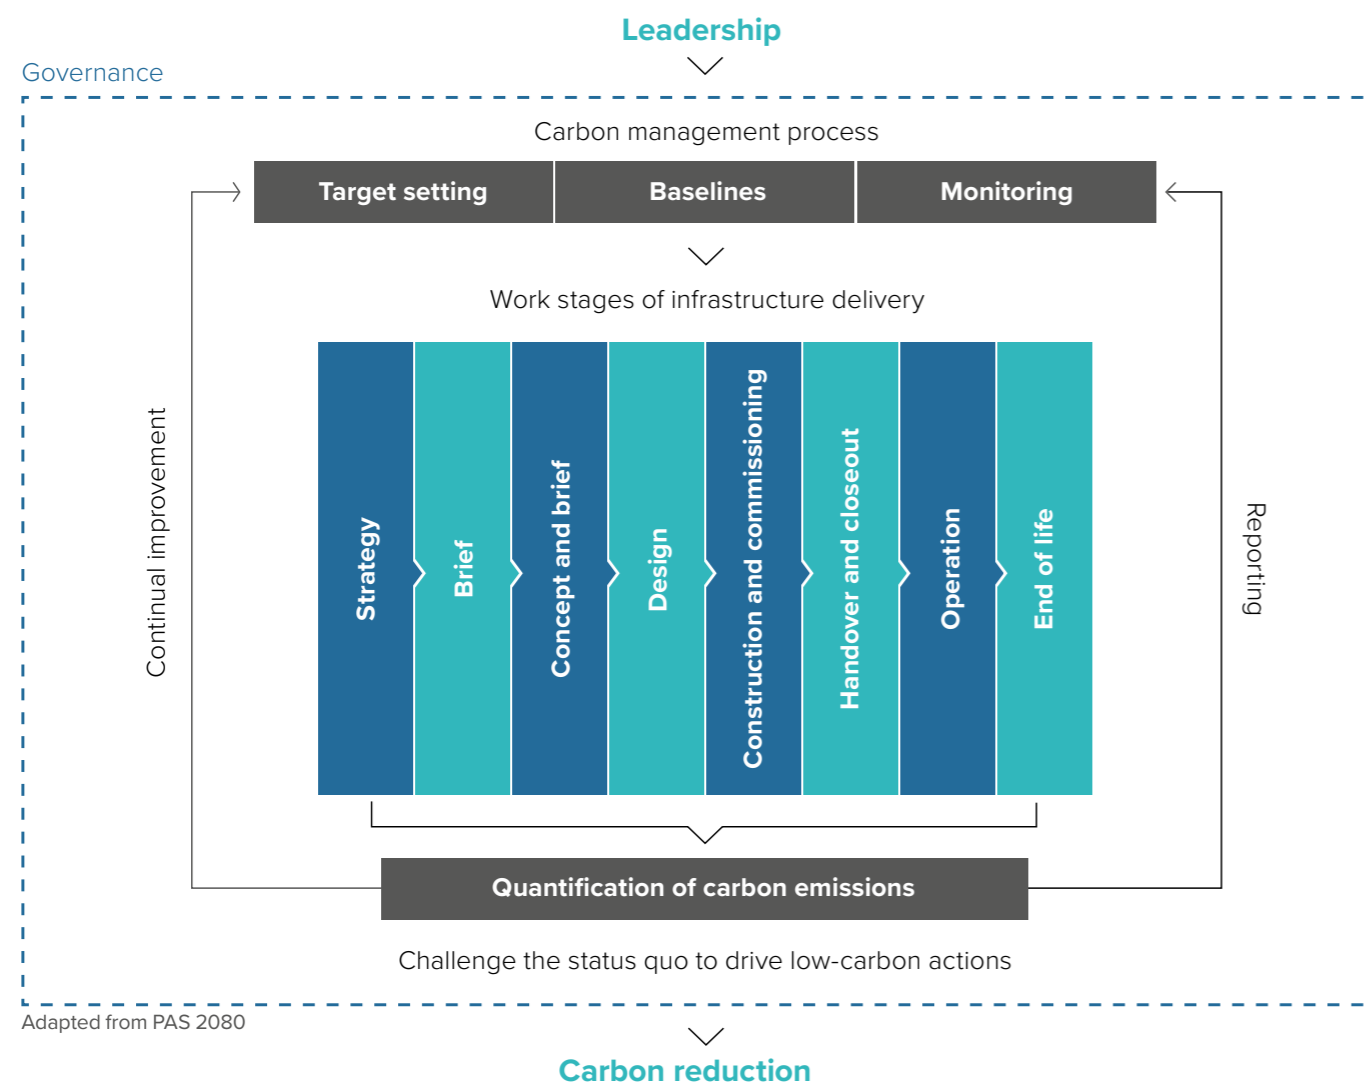 Leadership
Governance
Carbon management process
Target setting
Baselines
Monitoring
Work stages of infrastructure delivery
Continual improvement
Strategy
Brief
Concept and brief
Design
Construction and commissioning
Handover and closeout
Operation
End of life
Reporting
Quantification of carbon emissions
Challenge the status quo to drive low-carbon actions
Adapted from PAS 2080
Carbon reduction